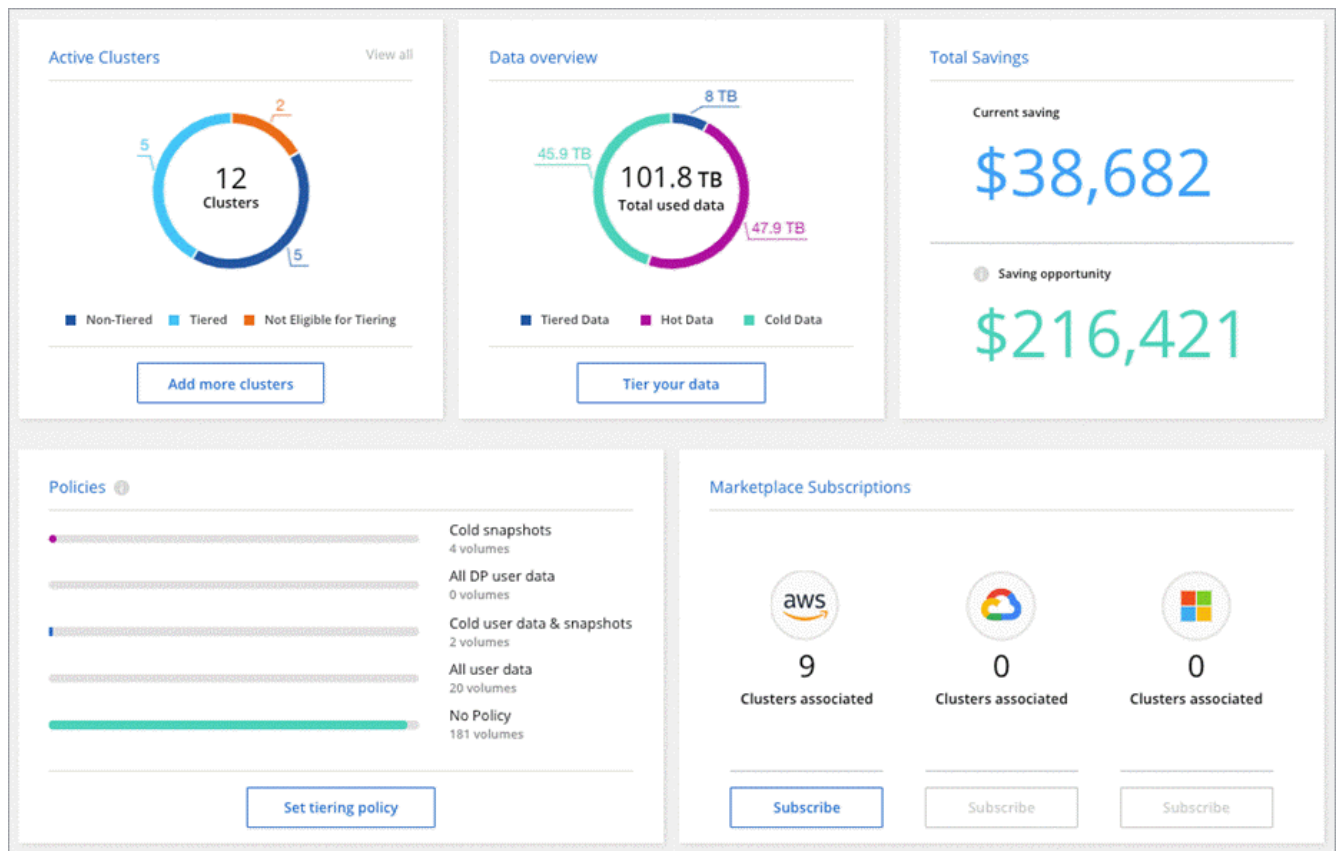 Active Clusters
View all
2
5
12
Clusters
5
Non-Tiered
Tiered
Not Eligible for Tiering
Add more clusters
Data overview
8 TB
45.9 TB
101.8 TB
Total used data
47.9 TB
Tiered Data
Hot Data
Cold Data
Tier your data
Total Savings
Current saving
$38,682
i
Saving opportunity
$216,421
Policies
i
Cold snapshots
4 volumes
All DP user data
0 volumes
Cold user data & snapshots
2 volumes
All user data
20 volumes
No Policy
181 volumes
Set tiering policy
Marketplace Subscriptions
aws
9
Clusters associated
Subscribe
0
Clusters associated
Subscribe
0
Clusters associated
Subscribe